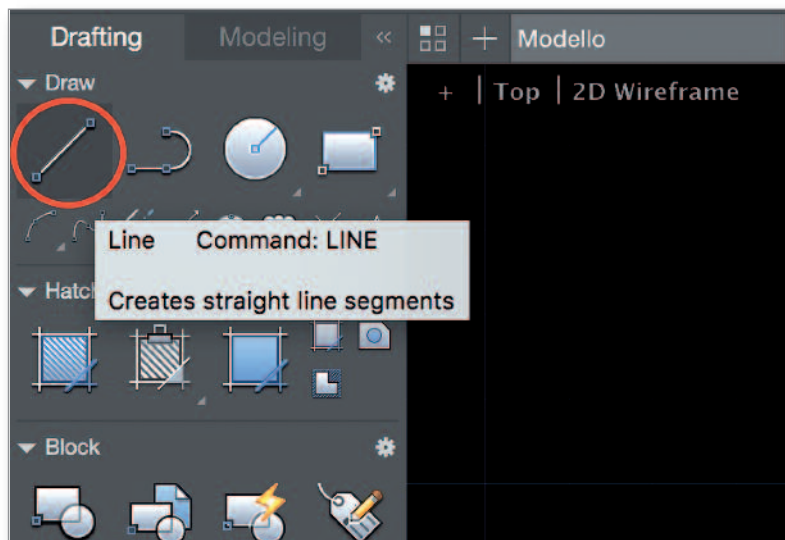 Drafting Modeling « + Modello
Draw
+ | Top | 2D Wireframe
Line Command: LINE
Creates straight line segments
Hatch
Block